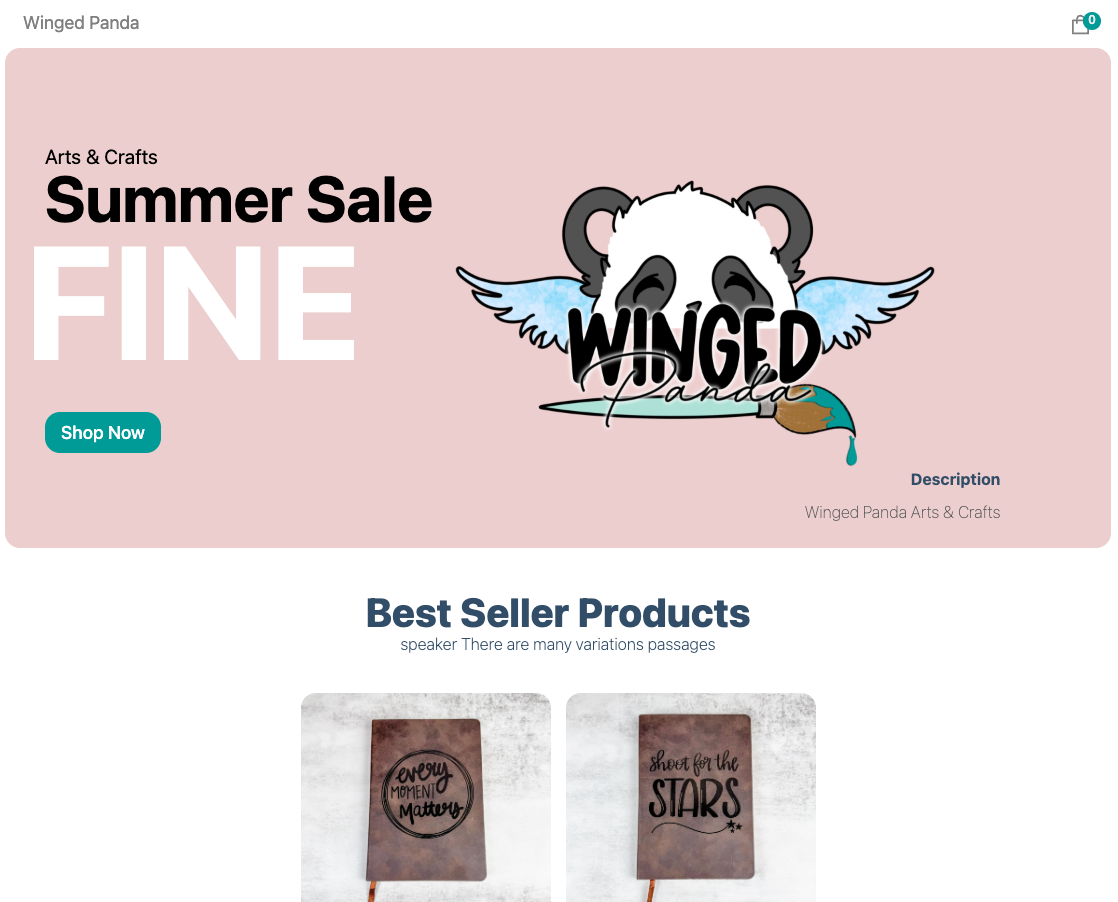 Winged Panda
0
Arts & Crafts
Summer Sale
FINE
WINGED
Panda
Shop Now
Description
Winged Panda Arts & Crafts
Best Seller Products
speaker There are many variations passages
every
MOMENT
Matters
shoot for the
STARS